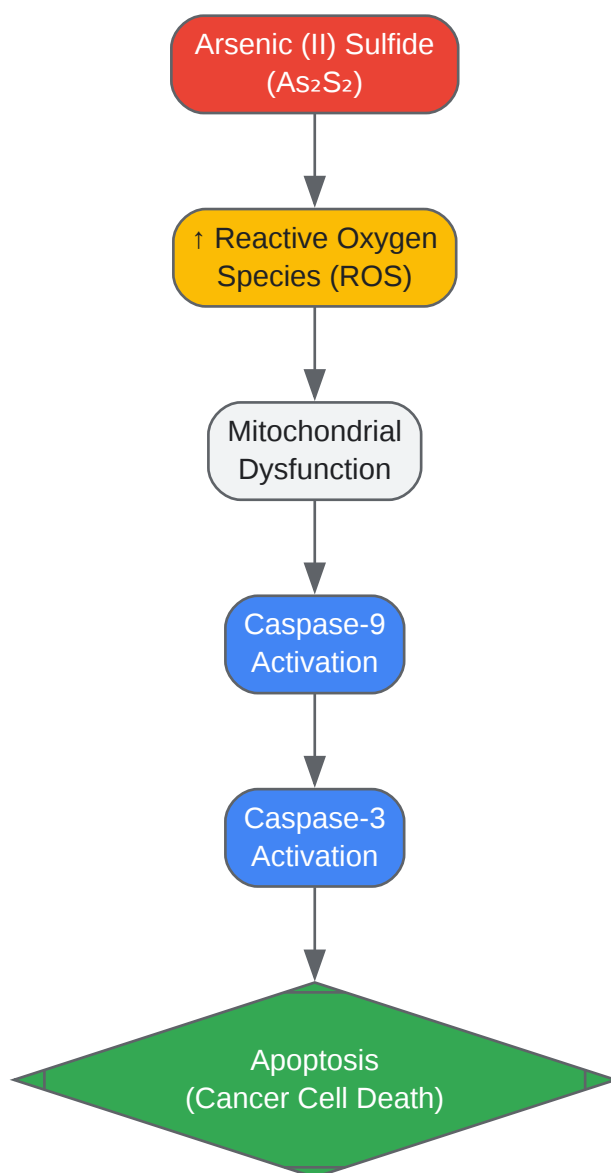 Arsenic (II) Sulfide
(As₂S₂)
↑ Reactive Oxygen
Species (ROS)
Mitochondrial
Dysfunction
Caspase-9
Activation
Caspase-3
Activation
Apoptosis
(Cancer Cell Death)